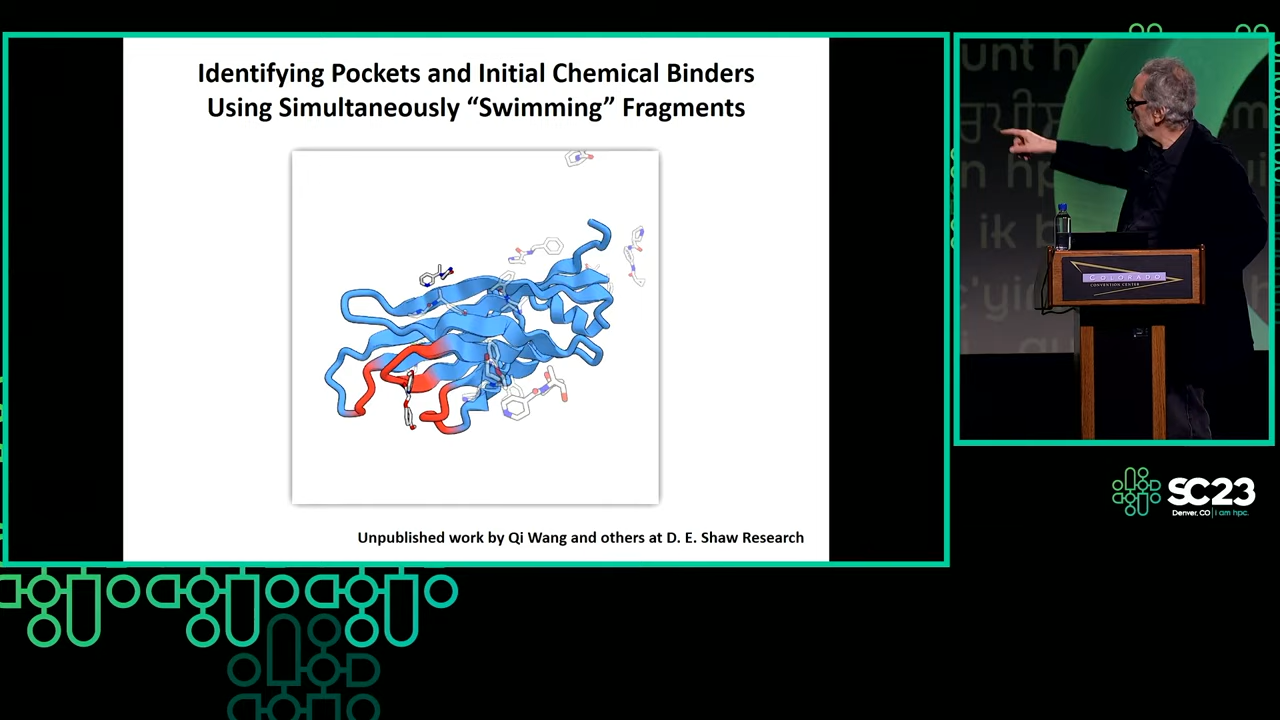 Identifying Pockets and Initial Chemical Binders
Using Simultaneously “Swimming” Fragments
Unpublished work by Qi Wang and others at D. E. Shaw Research
ik
COLORADO
CONVENTION CENTER
SC23
Denver, CO | i am hpc.